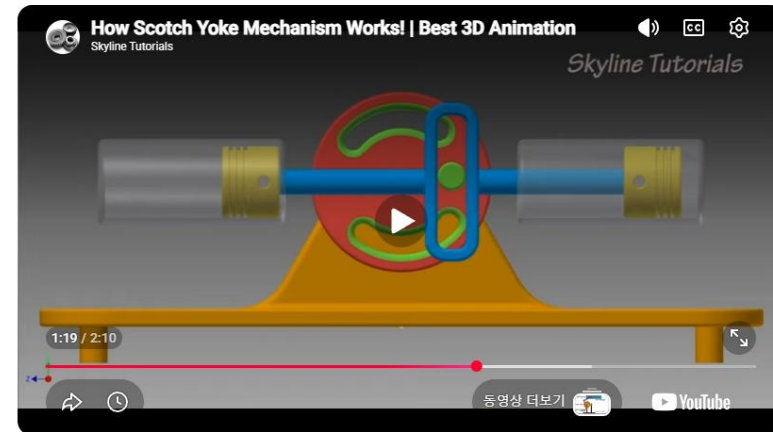 How Scotch Yoke Mechanism Works! | Best 3D Animation
Skyline Tutorials
CC
Skyline Tutorials
1:19 / 2:10
z
동영상 더보기
YouTube